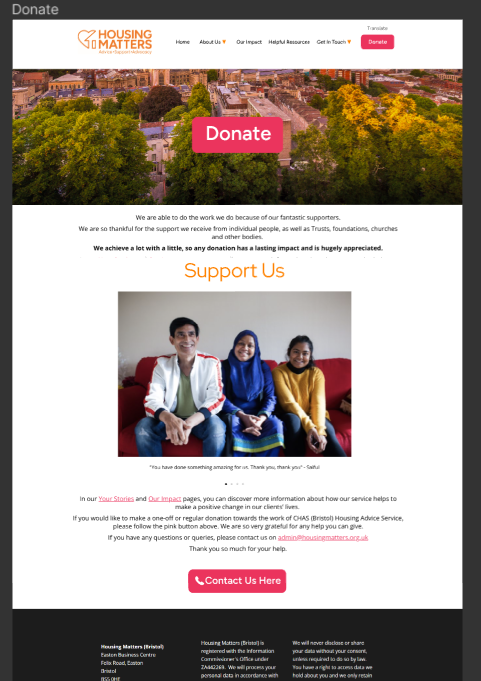 Donate
HOUSING
MATTERS
Advice Support Advocacy
Translate
Home About Us Our Impact Helpful Resources Get In Touch Donate
Donate
We are able to do the work we do because of our fantastic supporters.
We are so thankful for the support we receive from individual people, as well as Trusts, foundations, churches
and other bodies.
We achieve a lot with a little, so any donation has a lasting impact and is hugely appreciated.
Support Us
"You have done something amazing for us. Thank you, thank you" - Saiful
In our Your Stories and Our Impact pages, you can discover more information about how our service helps to
make a positive change in our clients' lives.
If you would like to make a one-off or regular donation towards the work of CHAS (Bristol) Housing Advice Service,
please follow the pink button above. We are so very grateful for any help you can give.
If you have any questions or queries, please contact us on admin@housingmatters.org.uk
Thank you so much for your help.
Contact Us Here
Housing Matters (Bristol)
Easton Business Centre
Felix Road, Easton
Bristol
BS5 0HE
Housing Matters (Bristol) is
registered with the Information
Commissioner's Office under
ZA442269. We will process your
personal data in accordance with
We will never disclose or share
your data without your consent,
unless required to do so by law.
You have a right to access data we
hold about you and we only retain